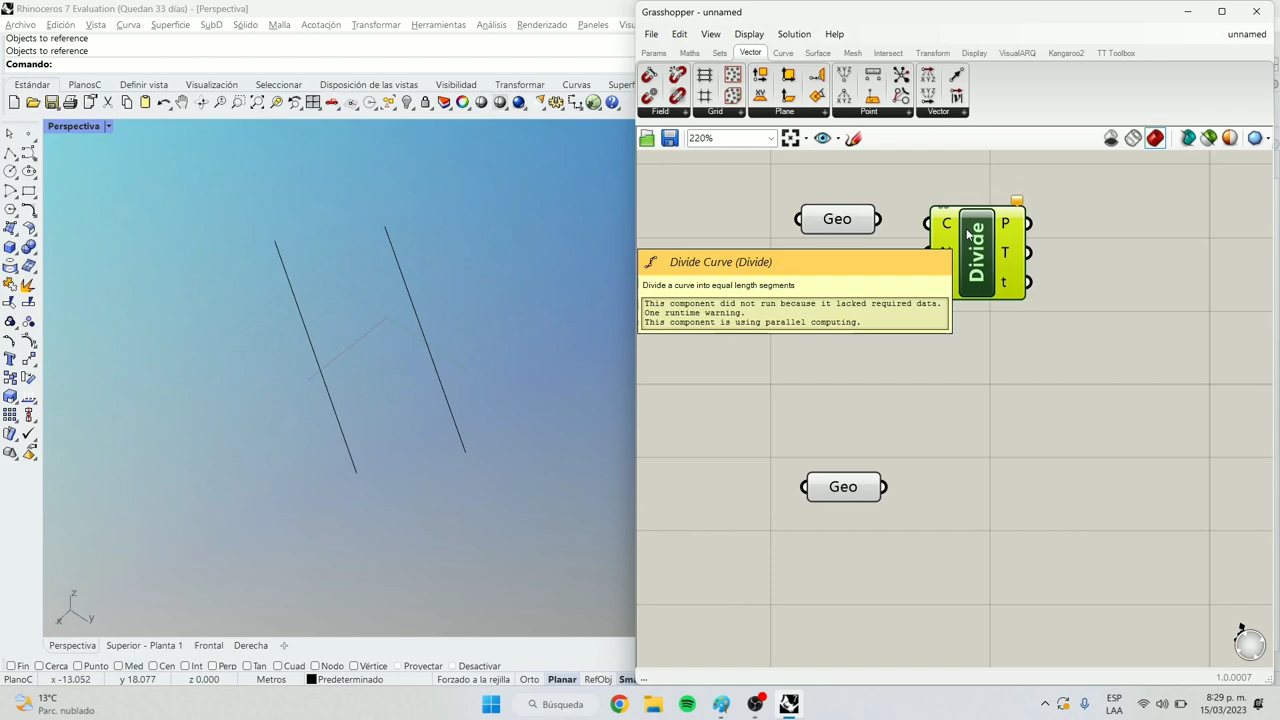 Rhinoceros 7 Evaluation (Quedan 33 días) - [Perspectiva]
Archivo Edición Vista Curva Superficie SubD Sólido Malla Acotación Transformar Herramientas Análisis Renderizado Paneles
Objects to reference
Objects to reference
Comando:
Estándar PlanosC Definir vista Visualización Seleccionar Disposición de las vistas Visibilidad Transformar Curvas
Perspectiva
z
y
x
Perspectiva Superior - Planta 1 Frontal Derecha
Fin Cerca Punto Med Cen Int Perp Tan Cuad Nodo Vértice Proyectar Desactivar
PlanoC x -13.052 y 18.077 z 0.000 Metros Predeterminado Forzado a la rejilla Orto Planar RefObj
Grasshopper - unnamed
File Edit View Display Solution Help unnamed
Params Maths Sets Vector Curve Surface Mesh Intersect Transform Display VisualARQ Kangaroo2 TT Toolbox
Field Grid Plane Point Vector
220%
Geo
C Divide P
T
t
Divide Curve (Divide)
Divide a curve into equal length segments
This component did not run because it lacked required data.
One runtime warning.
This component is using parallel computing.
Geo
...
1.0.0007
13°C
Parc. nublado
Búsqueda
ESP
LAA
8:29 p. m.
15/03/2023